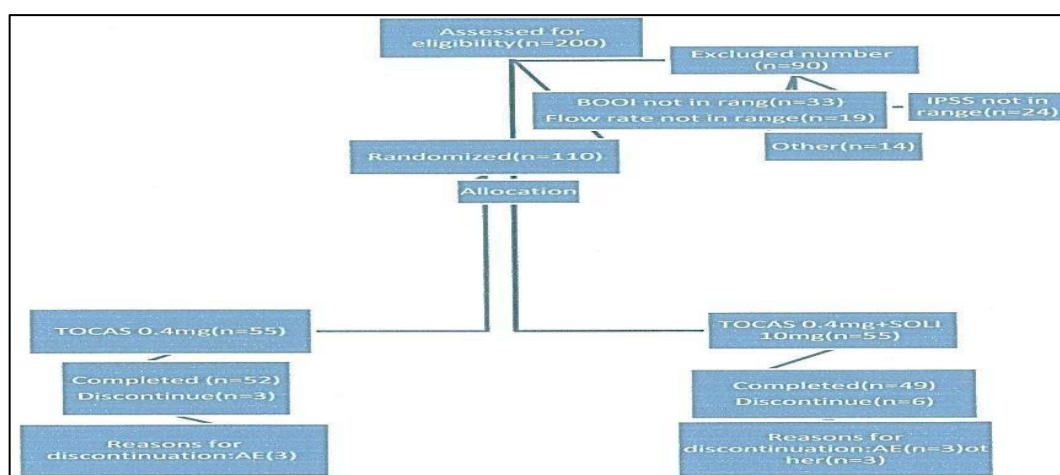 Assessed for
eligibility(n=200)
Excluded number
(n=90)
BOOI not in rang(n=33)
Flow rate not in range(n=19)
IPSS not in
range(n=24)
Other(n=14)
Randomized(n=110)
Allocation
TOCAS 0.4mg(n=55)
TOCAS 0.4mg+SOLI
10mg(n=55)
Completed (n=52)
Discontinue(n=3)
Completed(n=49)
Discontinue(n=6)
Reasons for
discontinuation:AE(3)
Reasons for
discontinuation:AE(n=3)ot
her(n=3)